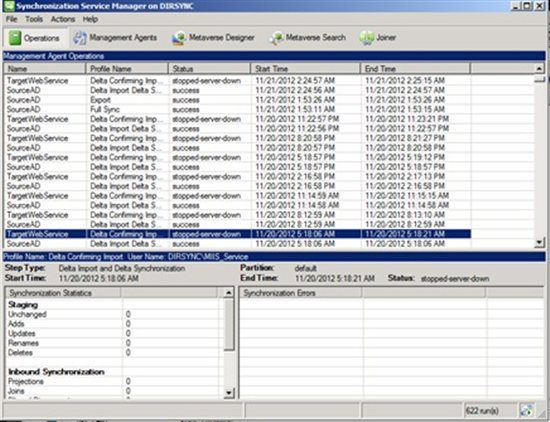 Synchronization Service Manager on DIRSYNC
File Tools Actions Help
Operations Management Agents Metaverse Designer Metaverse Search Joiner
Management Agent Operations
Name Profile Name Status Start Time End Time
TargetWebService Delta Confirming Imp... stopped-server-down 11/21/2012 2:24:57 AM 11/21/2012 2:25:15 AM
SourceAD Delta Import Delta S... success 11/21/2012 2:24:56 AM 11/21/2012 2:24:57 AM
SourceAD Export success 11/21/2012 1:53:26 AM 11/21/2012 1:53:26 AM
SourceAD Full Sync success 11/21/2012 1:53:11 AM 11/21/2012 1:53:15 AM
TargetWebService Delta Confirming Imp... stopped-server-down 11/20/2012 11:22:57 PM 11/20/2012 11:23:21 PM
SourceAD Delta Import Delta S... success 11/20/2012 11:22:56 PM 11/20/2012 11:22:57 PM
TargetWebService Delta Confirming Imp... stopped-server-down 11/20/2012 8:20:58 PM 11/20/2012 8:21:27 PM
SourceAD Delta Import Delta S... success 11/20/2012 8:20:57 PM 11/20/2012 8:20:58 PM
TargetWebService Delta Confirming Imp... stopped-server-down 11/20/2012 5:18:57 PM 11/20/2012 5:19:12 PM
SourceAD Delta Import Delta S... success 11/20/2012 5:18:57 PM 11/20/2012 5:18:57 PM
TargetWebService Delta Confirming Imp... stopped-server-down 11/20/2012 2:16:58 PM 11/20/2012 2:17:13 PM
SourceAD Delta Import Delta S... success 11/20/2012 2:16:58 PM 11/20/2012 2:16:58 PM
TargetWebService Delta Confirming Imp... stopped-server-down 11/20/2012 11:14:59 AM 11/20/2012 11:15:15 AM
SourceAD Delta Import Delta S... success 11/20/2012 11:14:58 AM 11/20/2012 11:14:58 AM
TargetWebService Delta Confirming Imp... stopped-server-down 11/20/2012 8:12:59 AM 11/20/2012 8:13:10 AM
SourceAD Delta Import Delta S... success 11/20/2012 8:12:59 AM 11/20/2012 8:12:59 AM
TargetWebService Delta Confirming Imp... stopped-server-down 11/20/2012 5:18:06 AM 11/20/2012 5:18:21 AM
SourceAD Delta Import Delta S... success 11/20/2012 5:18:06 AM 11/20/2012 5:18:06 AM
Profile Name: Delta Confirming Import User Name: DIRSYNC\MIIS_Service
Step Type: Delta Import and Delta Synchronization Partition: default
Start Time: 11/20/2012 5:18:06 AM End Time: 11/20/2012 5:18:21 AM Status: stopped-server-down
Synchronization Statistics Synchronization Errors
Staging
Unchanged 0
Adds 0
Updates 0
Renames 0
Deletes 0
Inbound Synchronization
Projections 0
Joins 0
622 run(s)